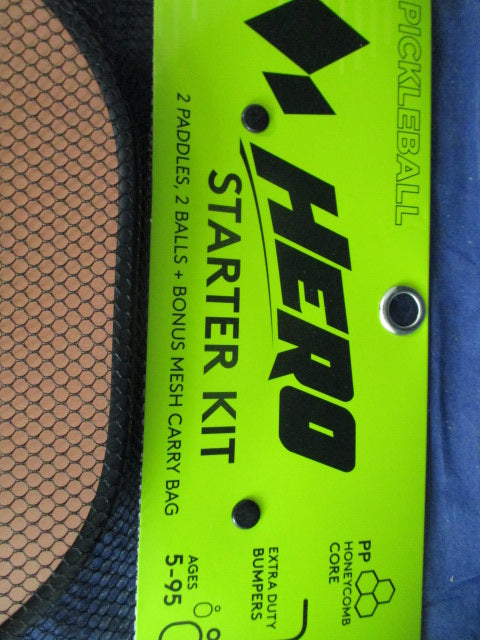 PICKLEBALL
HERO
STARTER KIT
2 PADDLES, 2 BALLS + BONUS MESH CARRY BAG
PP
HONEYCOMB
CORE
EXTRA DUTY
BUMPERS
AGES
5-95